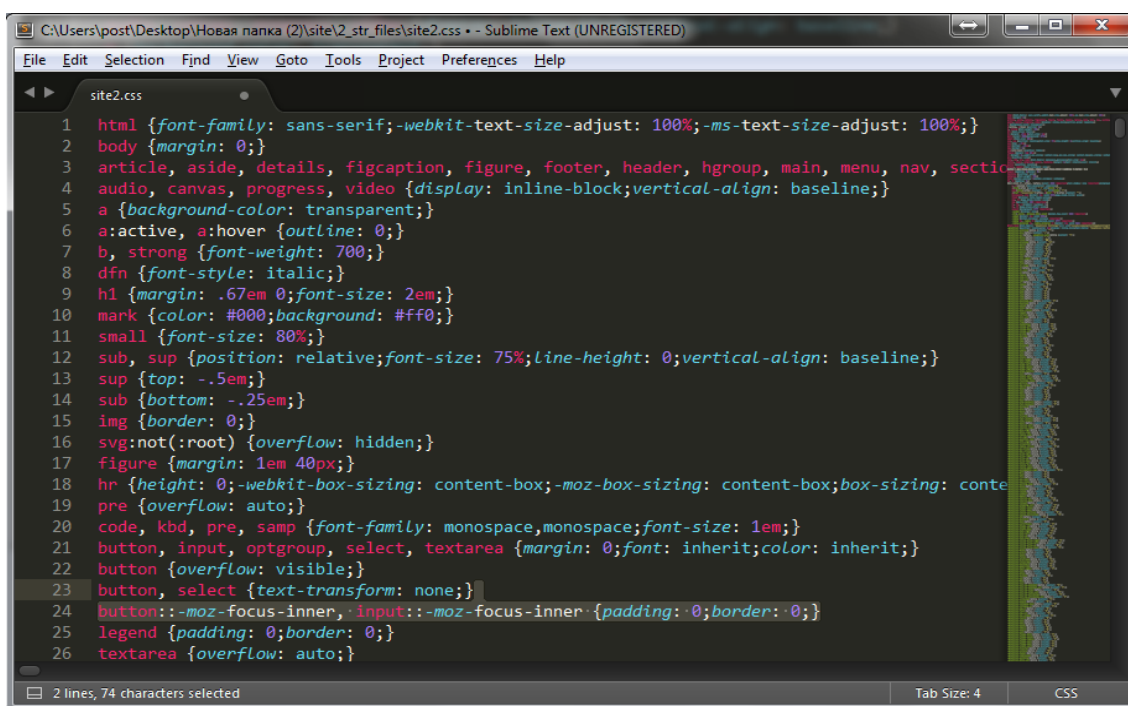 C:\Users\post\Desktop\Новая папка (2)\site\2_str_files\site2.css • - Sublime Text (UNREGISTERED)
File Edit Selection Find View Goto Tools Project Preferences Help
site2.css
1 html {font-family: sans-serif;-webkit-text-size-adjust: 100%;-ms-text-size-adjust: 100%;}
2 body {margin: 0;}
3 article, aside, details, figcaption, figure, footer, header, hgroup, main, menu, nav, sectio
4 audio, canvas, progress, video {display: inline-block;vertical-align: baseline;}
5 a {background-color: transparent;}
6 a:active, a:hover {outline: 0;}
7 b, strong {font-weight: 700;}
8 dfn {font-style: italic;}
9 h1 {margin: .67em 0;font-size: 2em;}
10 mark {color: #000;background: #ff0;}
11 small {font-size: 80%;}
12 sub, sup {position: relative;font-size: 75%;line-height: 0;vertical-align: baseline;}
13 sup {top: -.5em;}
14 sub {bottom: -.25em;}
15 img {border: 0;}
16 svg:not(:root) {overflow: hidden;}
17 figure {margin: 1em 40px;}
18 hr {height: 0;-webkit-box-sizing: content-box;-moz-box-sizing: content-box;box-sizing: conte
19 pre {overflow: auto;}
20 code, kbd, pre, samp {font-family: monospace,monospace;font-size: 1em;}
21 button, input, optgroup, select, textarea {margin: 0;font: inherit;color: inherit;}
22 button {overflow: visible;}
23 button, select {text-transform: none;}
24 button::-moz-focus-inner, input::-moz-focus-inner {padding: 0;border: 0;}
25 legend {padding: 0;border: 0;}
26 textarea {overflow: auto;}
2 lines, 74 characters selected Tab Size: 4 CSS